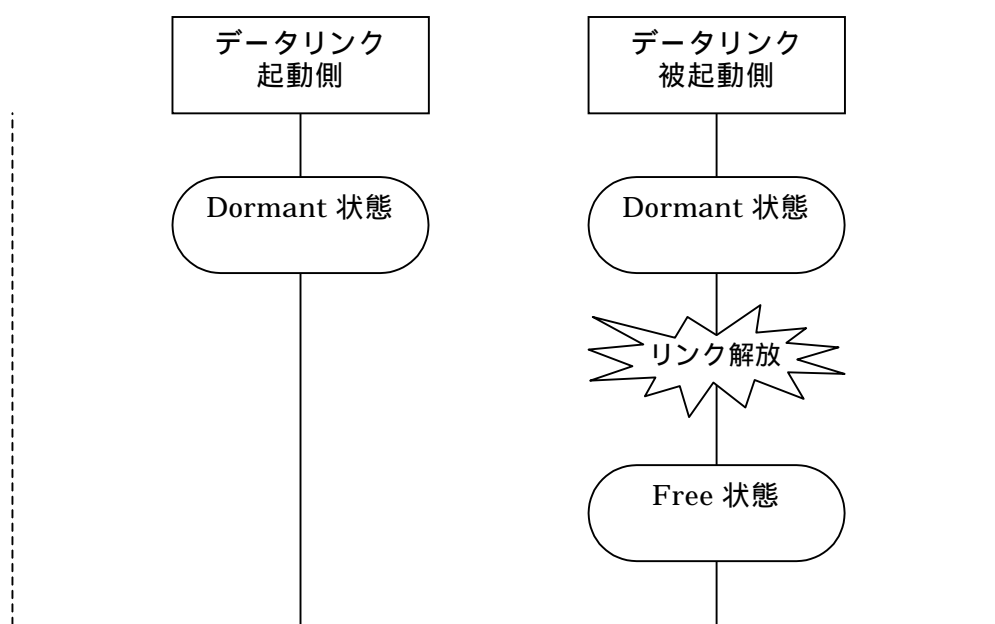 データリンク
起動側
データリンク
被起動側
Dormant 状態
Dormant 状態
リンク解放
Free 状態